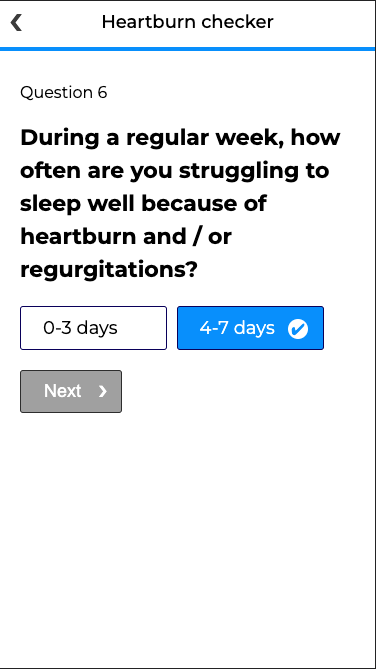 Heartburn checker
Question 6
During a regular week, how
often are you struggling to
sleep well because of
heartburn and / or
regurgitations?
0-3 days
4-7 days
Next